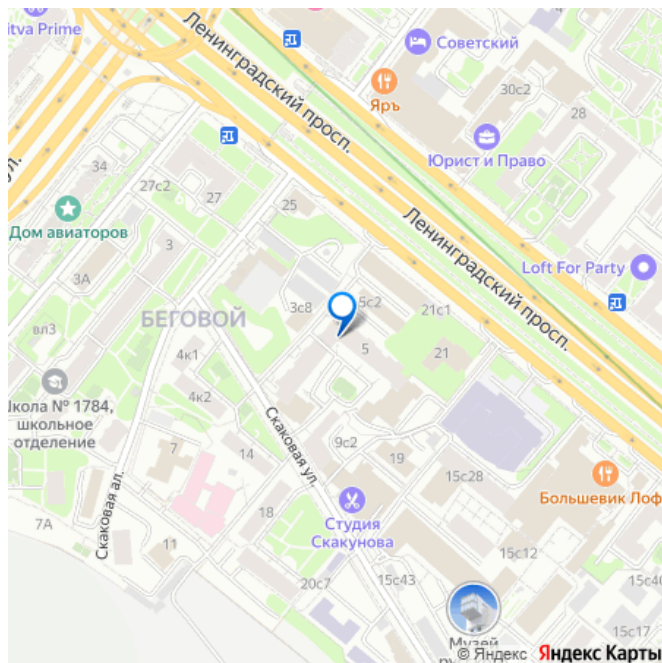 itva Prime
Ленинградский просп.
Советский
Яръ
30с2
28
Юрист и Право
34
27с2
27
25
Дом авиаторов
3
Ленинградский просп.
Loft For Party
3А
3с8
5с2
21с1
БЕГОВОЙ
вл3
4к1
5
21
4к2
кола № 1784,
школьное
отделение
Скаковая ул.
7
14
9с2
19
15с28
Большевик Лоф
Скаковая ал.
18
Студия
Скакунова
7А
11
15с12
20с7
15с43
15с40
15с17
Музей
© Яндекс Яндекс Карты